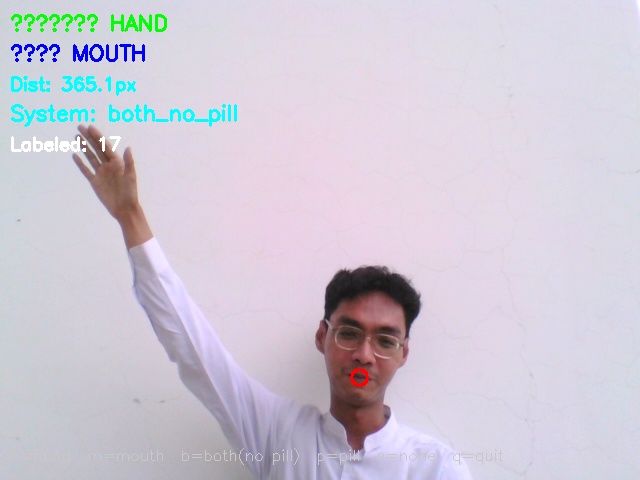 ??????? HAND
???? MOUTH
Dist: 365.1px
System: both_no_pill
Labeled: 17
=mouth b=both(no pill) p=pill n=none q=quit